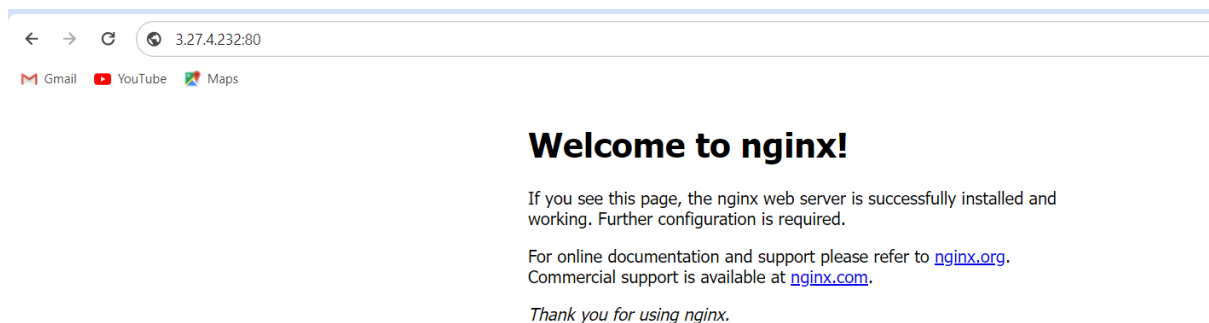 3.27.4.232:80
Gmail YouTube Maps
Welcome to nginx!
If you see this page, the nginx web server is successfully installed and
working. Further configuration is required.
For online documentation and support please refer to nginx.org.
Commercial support is available at nginx.com.
Thank you for using nginx.